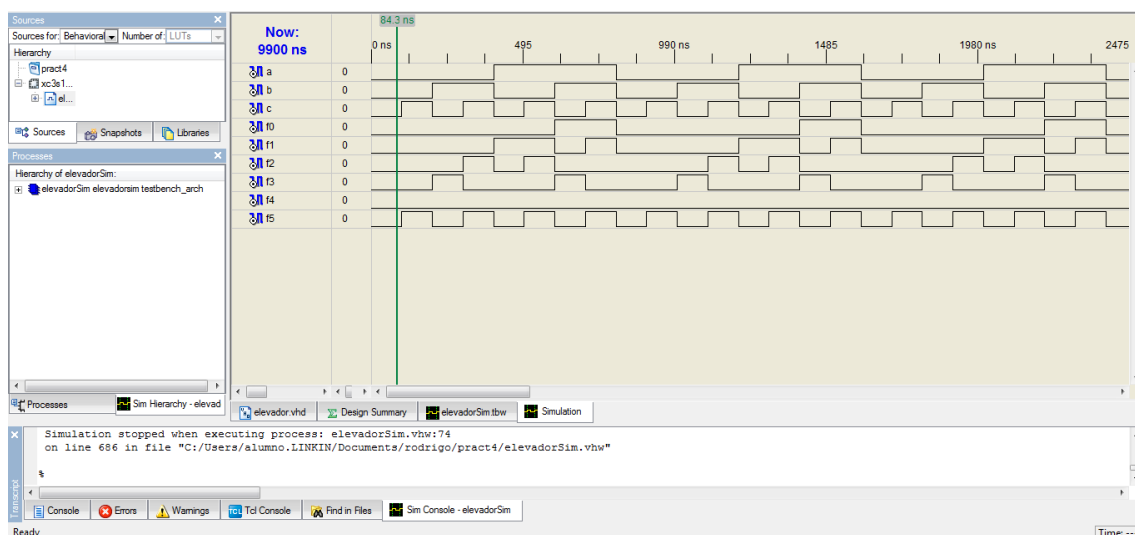 Sources
Sources for: Behavioral Number of: LUTs
Hierarchy
pract4
xc3s1...
el...
Sources Snapshots Libraries
Processes
Hierarchy of elevadorSim:
elevadorSim elevadorsim testbench_arch
Processes Sim Hierarchy - elevad
Now:
9900 ns
84.3 ns
0 ns 495 990 ns 1485 1980 ns 2475
a 0
b 0
c 0
f0 0
f1 0
f2 0
f3 0
f4 0
f5 0
elevador.vhd Design Summary elevadorSim.tbw Simulation
Simulation stopped when executing process: elevadorSim.vhw:74
on line 686 in file "C:/Users/alumno.LINKIN/Documents/rodrigo/pract4/elevadorSim.vhw"
%
Transcript
Console Errors Warnings Tcl Console Find in Files Sim Console - elevadorSim
Ready Time: --